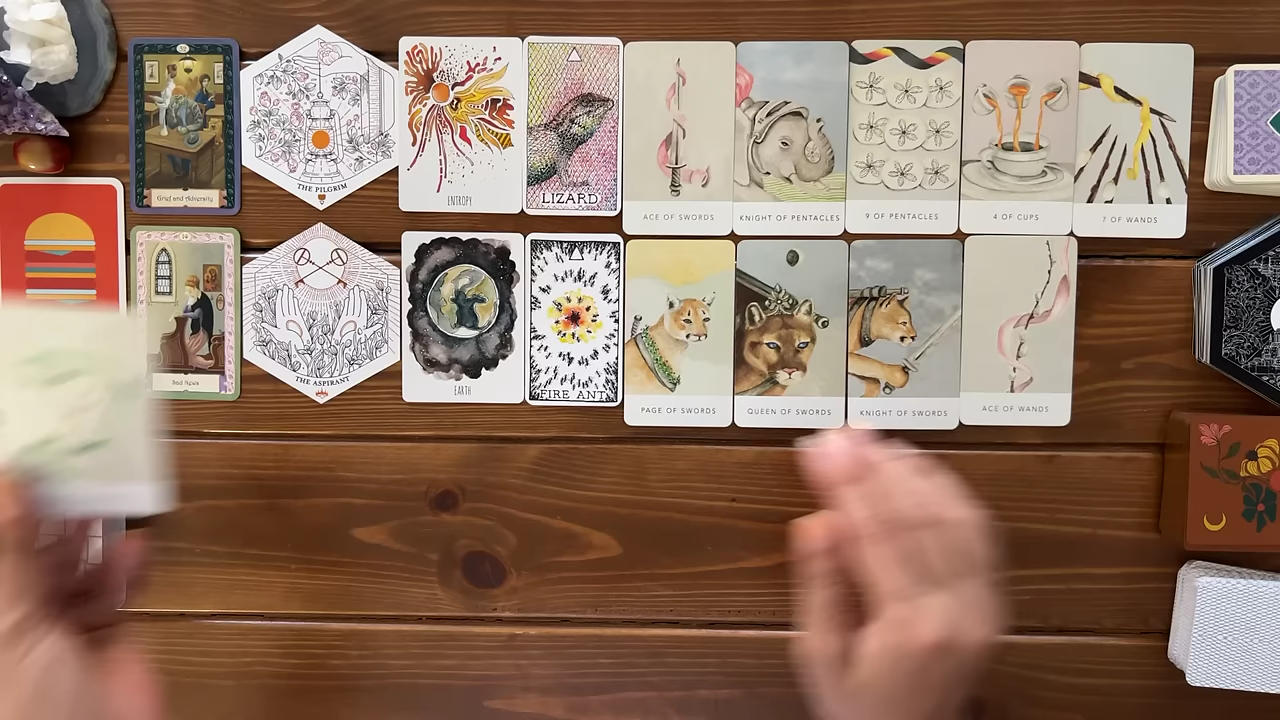 32
Grief and Adversity
THE PILGRIM
ENTROPY
LIZARD
ACE OF SWORDS
KNIGHT OF PENTACLES
9 OF PENTACLES
4 OF CUPS
7 OF WANDS
Bad News
THE ASPIRANT
EARTH
FIRE ANT
PAGE OF SWORDS
QUEEN OF SWORDS
KNIGHT OF SWORDS
ACE OF WANDS